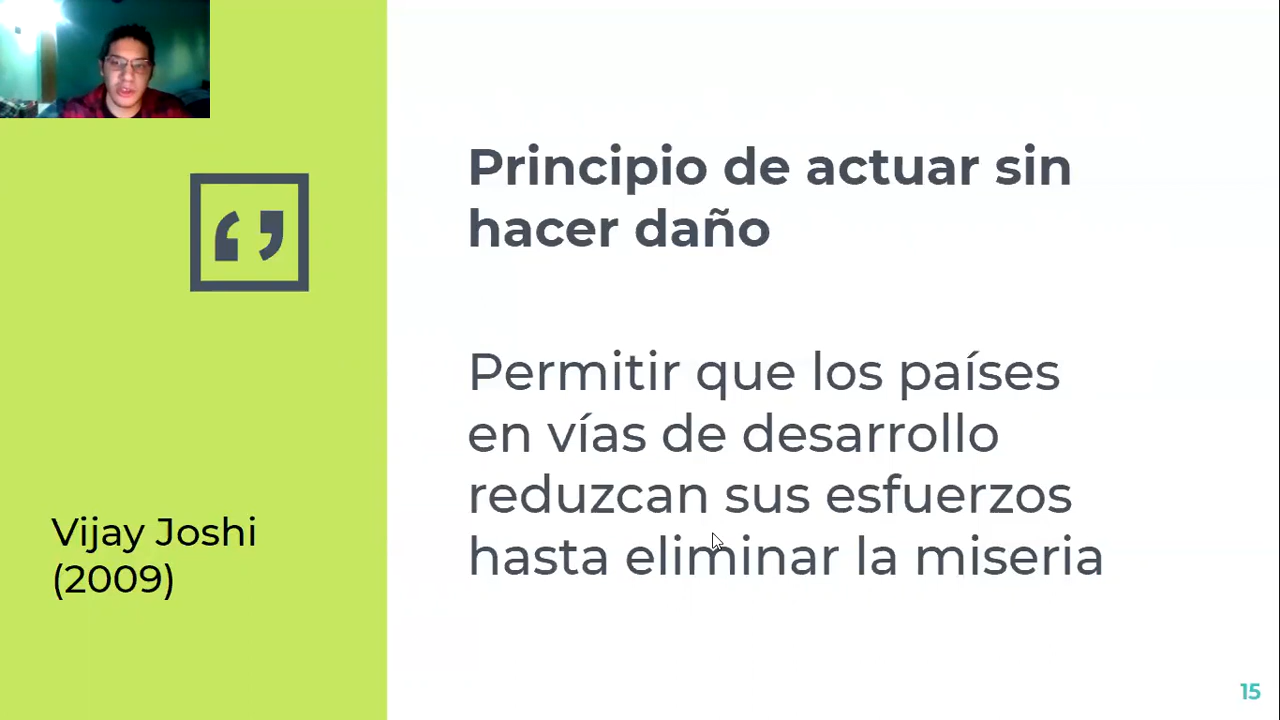 Principio de actuar sin
hacer daño
Permitir que los países
en vías de desarrollo
reduzcan sus esfuerzos
hasta eliminar la miseria
Vijay Joshi
(2009)
15